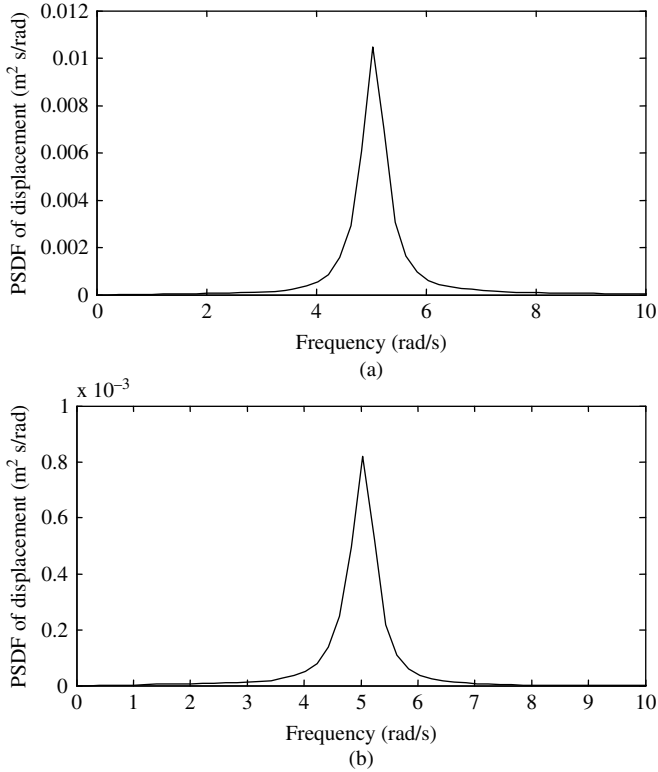 0.012
0.01
0.008
0.006
0.004
0.002
0
PSDF of displacement (m² s/rad)
0 2 4 6 8 10
Frequency (rad/s)
(a)
x 10⁻³
1
0.8
0.6
0.4
0.2
0
PSDF of displacement (m² s/rad)
0 1 2 3 4 5 6 7 8 9 10
Frequency (rad/s)
(b)